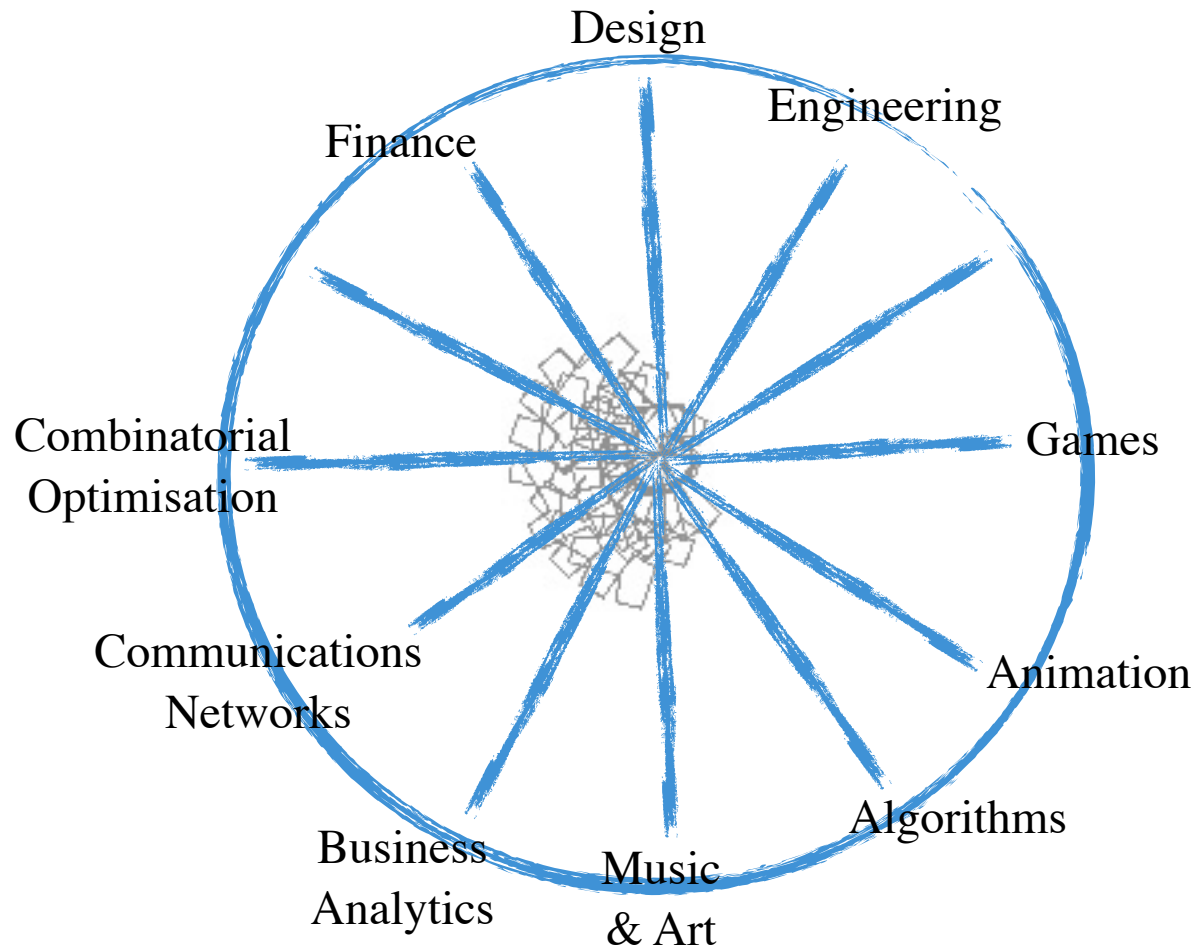 Design
Engineering
Finance
Combinatorial
Optimisation
Games
Communications
Networks
Animation
Algorithms
Business
Analytics
Music
& Art